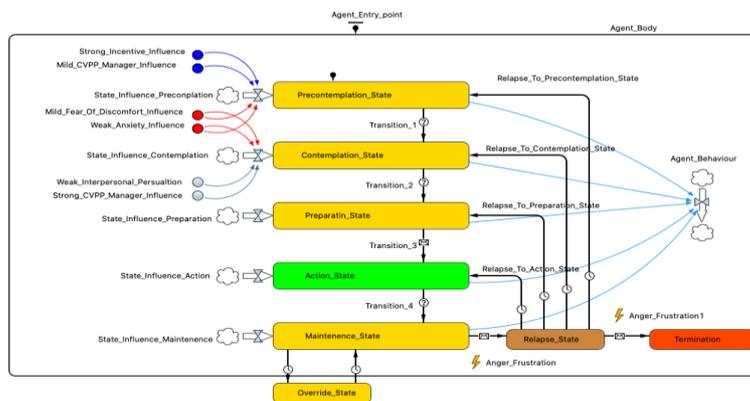 Agent_Entry_point
Agent_Body
Strong_Incentive_Influence
Mild_CVPP_Manager_Influence
State_Influence_Preconplation
Precontemplation_State
Relapse_To_Precontemplation_State
Mild_Fear_Of_Discomfort_Influence
Weak_Anxiety_Influence
Transition_1
State_Influence_Contemplation
Contemplation_State
Relapse_To_Contemplation_State
Agent_Behaviour
Weak_Interpersonal_Persualtion
Strong_CVPP_Manager_Influence
Transition_2
State_Influence_Preparation
Preparatin_State
Relapse_To_Preparation_State
Transition_3
State_Influence_Action
Action_State
Relapse_To_Action_State
Transition_4
Anger_Frustration1
State_Influence_Maintenence
Maintenence_State
Relapse_State
Termination
Anger_Frustration
Override_State